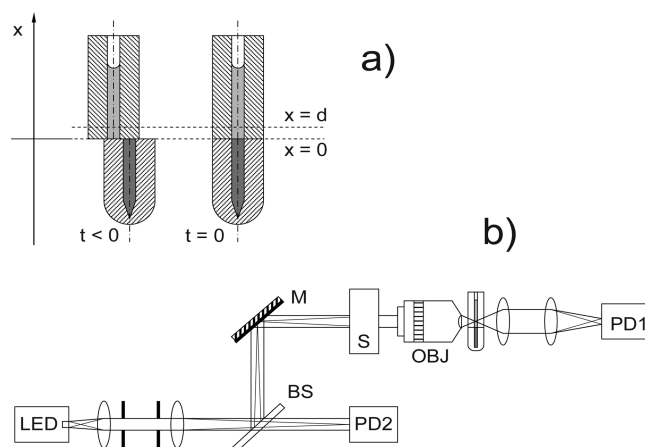 x
a)
x = d
x = 0
t < 0
t = 0
b)
M
S
OBJ
PD1
BS
LED
PD2